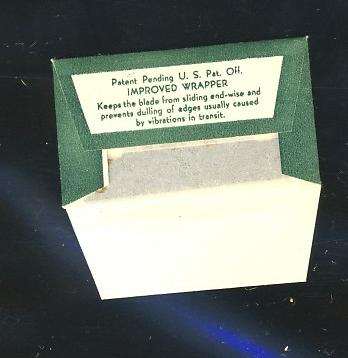 Patent Pending U. S. Pat. Off.
IMPROVED WRAPPER
Keeps the blade from sliding end-wise and
prevents dulling of edges usually caused
by vibrations in transit.